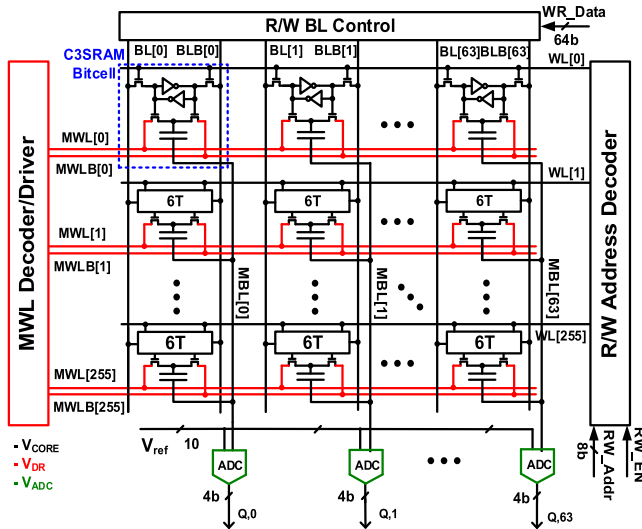 R/W BL Control
WR_Data
64b
C3SRAM
Bitcell
BL[0] BLB[0]
BL[1] BLB[1]
BL[63]BLB[63]
WL[0]
MWL[0]
MWLB[0]
WL[1]
6T 6T 6T
MWL[1]
MWLB[1]
MBL[0]
MBL[1]
MBL[63]
WL[255]
6T 6T 6T
MWL[255]
MWLB[255]
MWL Decoder/Driver
R/W Address Decoder
- VCORE
- VDR
- VADC
Vref 10
ADC ADC ADC
4b 4b 4b
Q,0 Q,1 Q,63
8b
RW_Addr
RW_EN